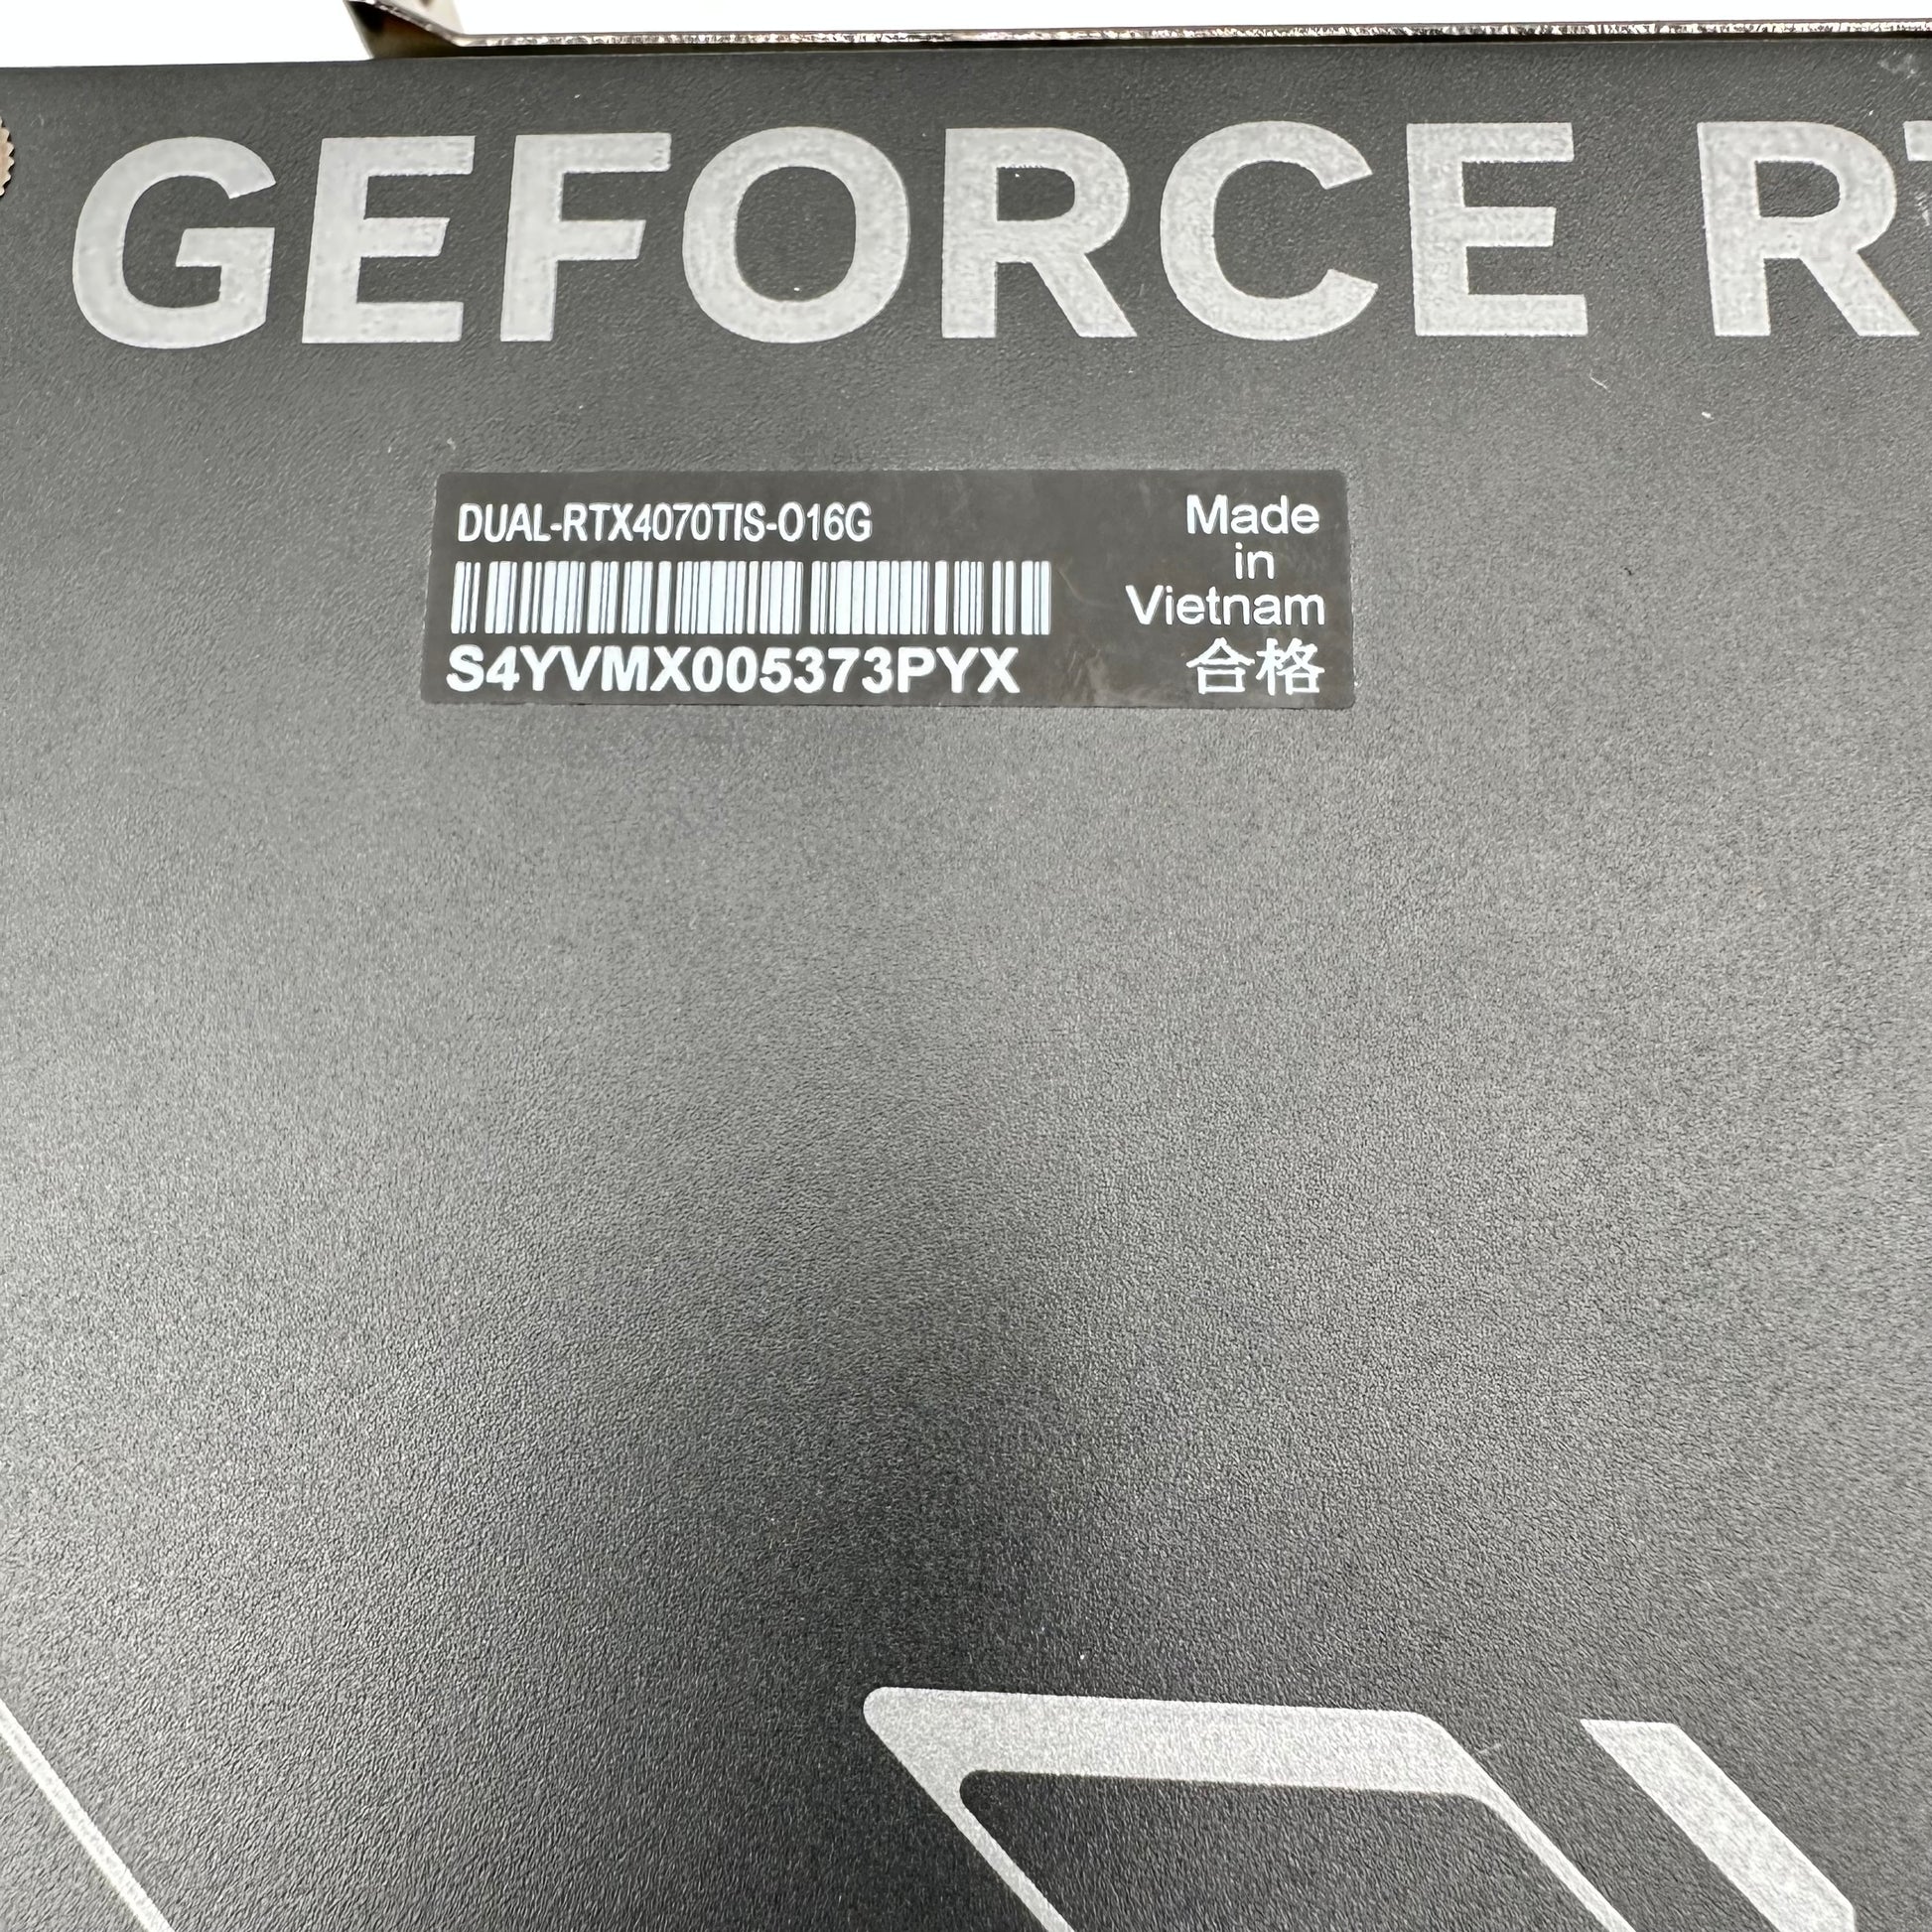 GEFORCE RT
DUAL-RTX4070TIS-O16G
S4YVMX005373PYX
Made
in
Vietnam
合格